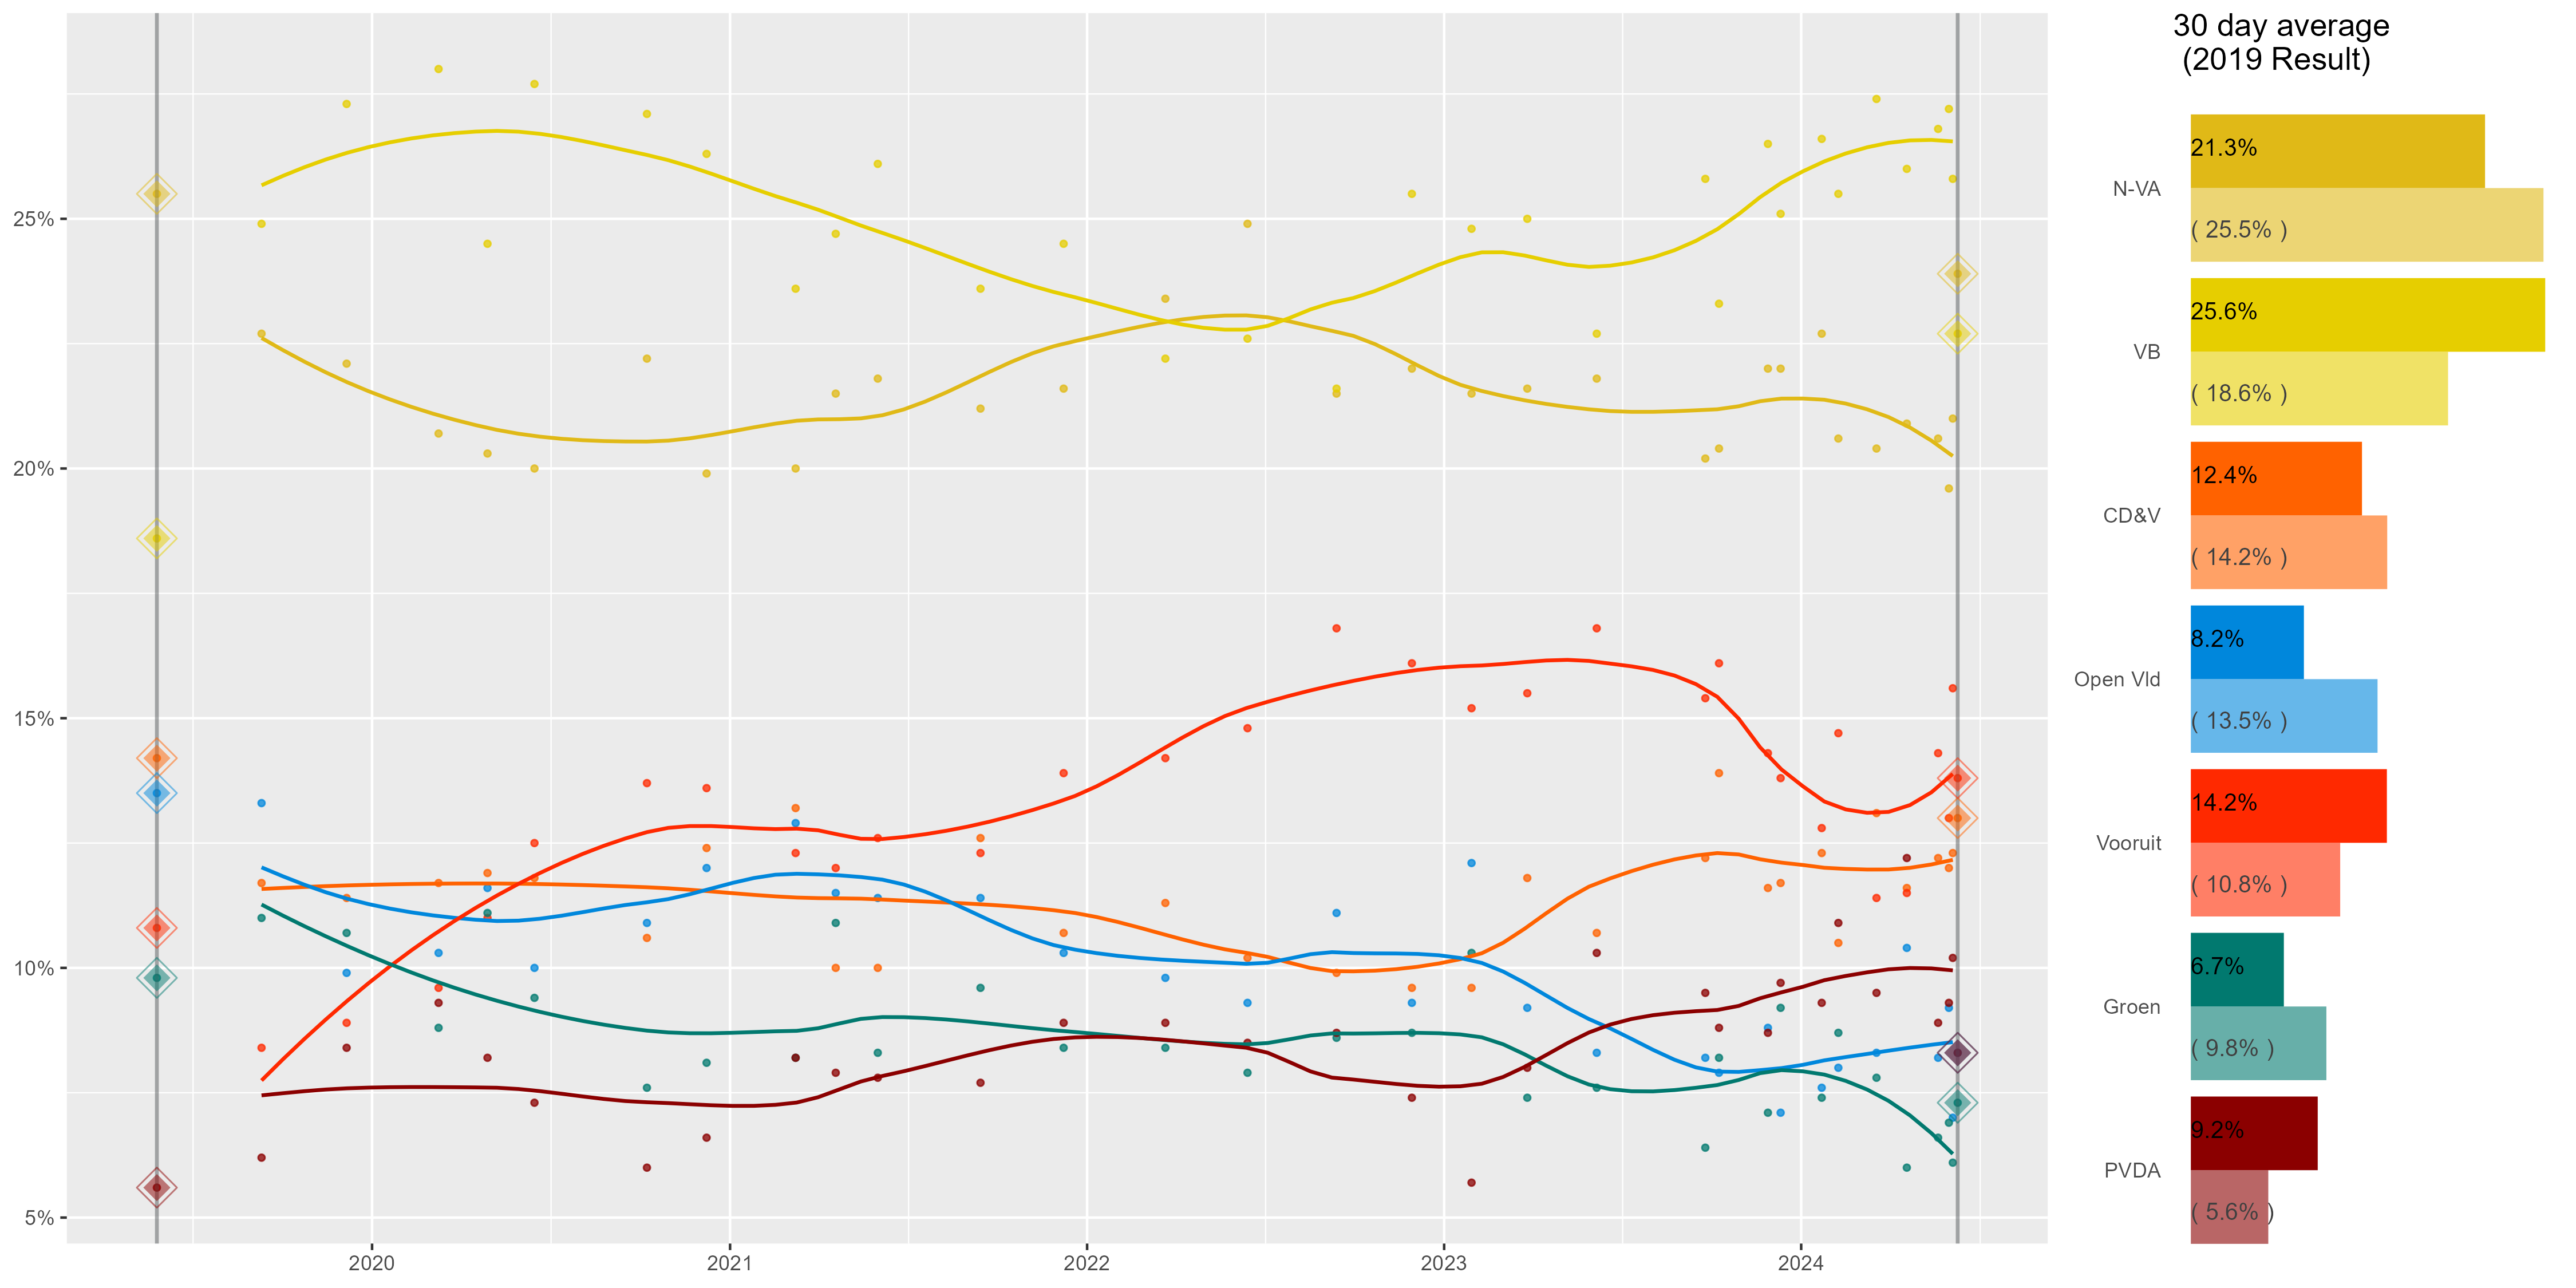 30 day average
(2019 Result)
25%
20%
15%
10%
5%
2020
2021
2022
2023
2024
N-VA
21.3%
( 25.5% )
VB
25.6%
( 18.6% )
CD&V
12.4%
( 14.2% )
Open Vld
8.2%
( 13.5% )
Vooruit
14.2%
( 10.8% )
Groen
6.7%
( 9.8% )
PVDA
9.2%
( 5.6% )